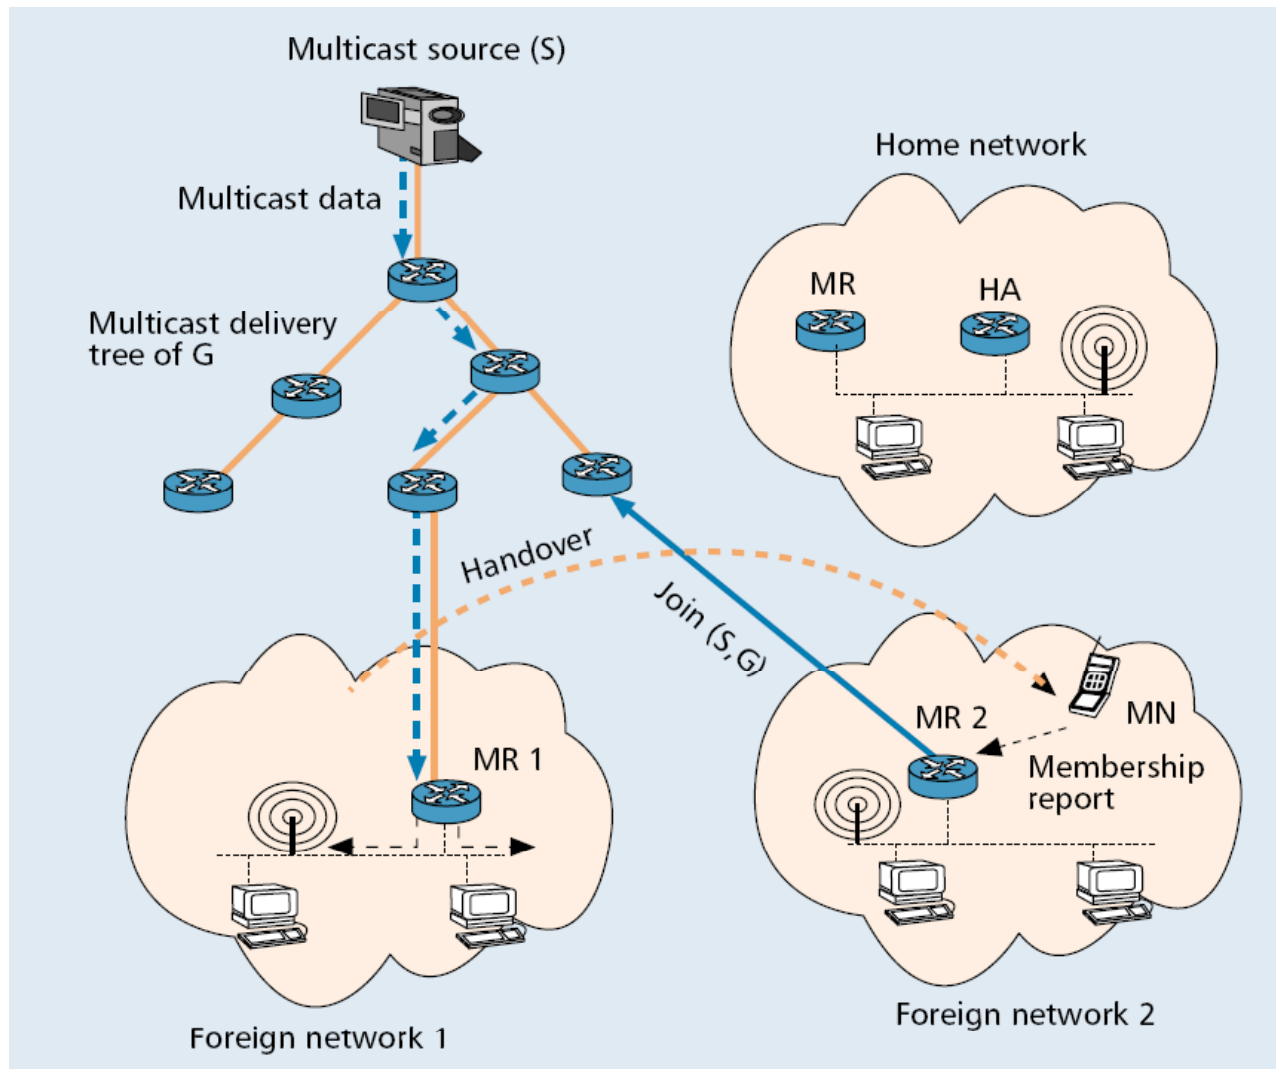 Multicast source (S)
Multicast data
Multicast delivery
tree of G
Home network
MR
HA
Handover
Join (S,G)
MR 1
MR 2
MN
Membership
report
Foreign network 1
Foreign network 2